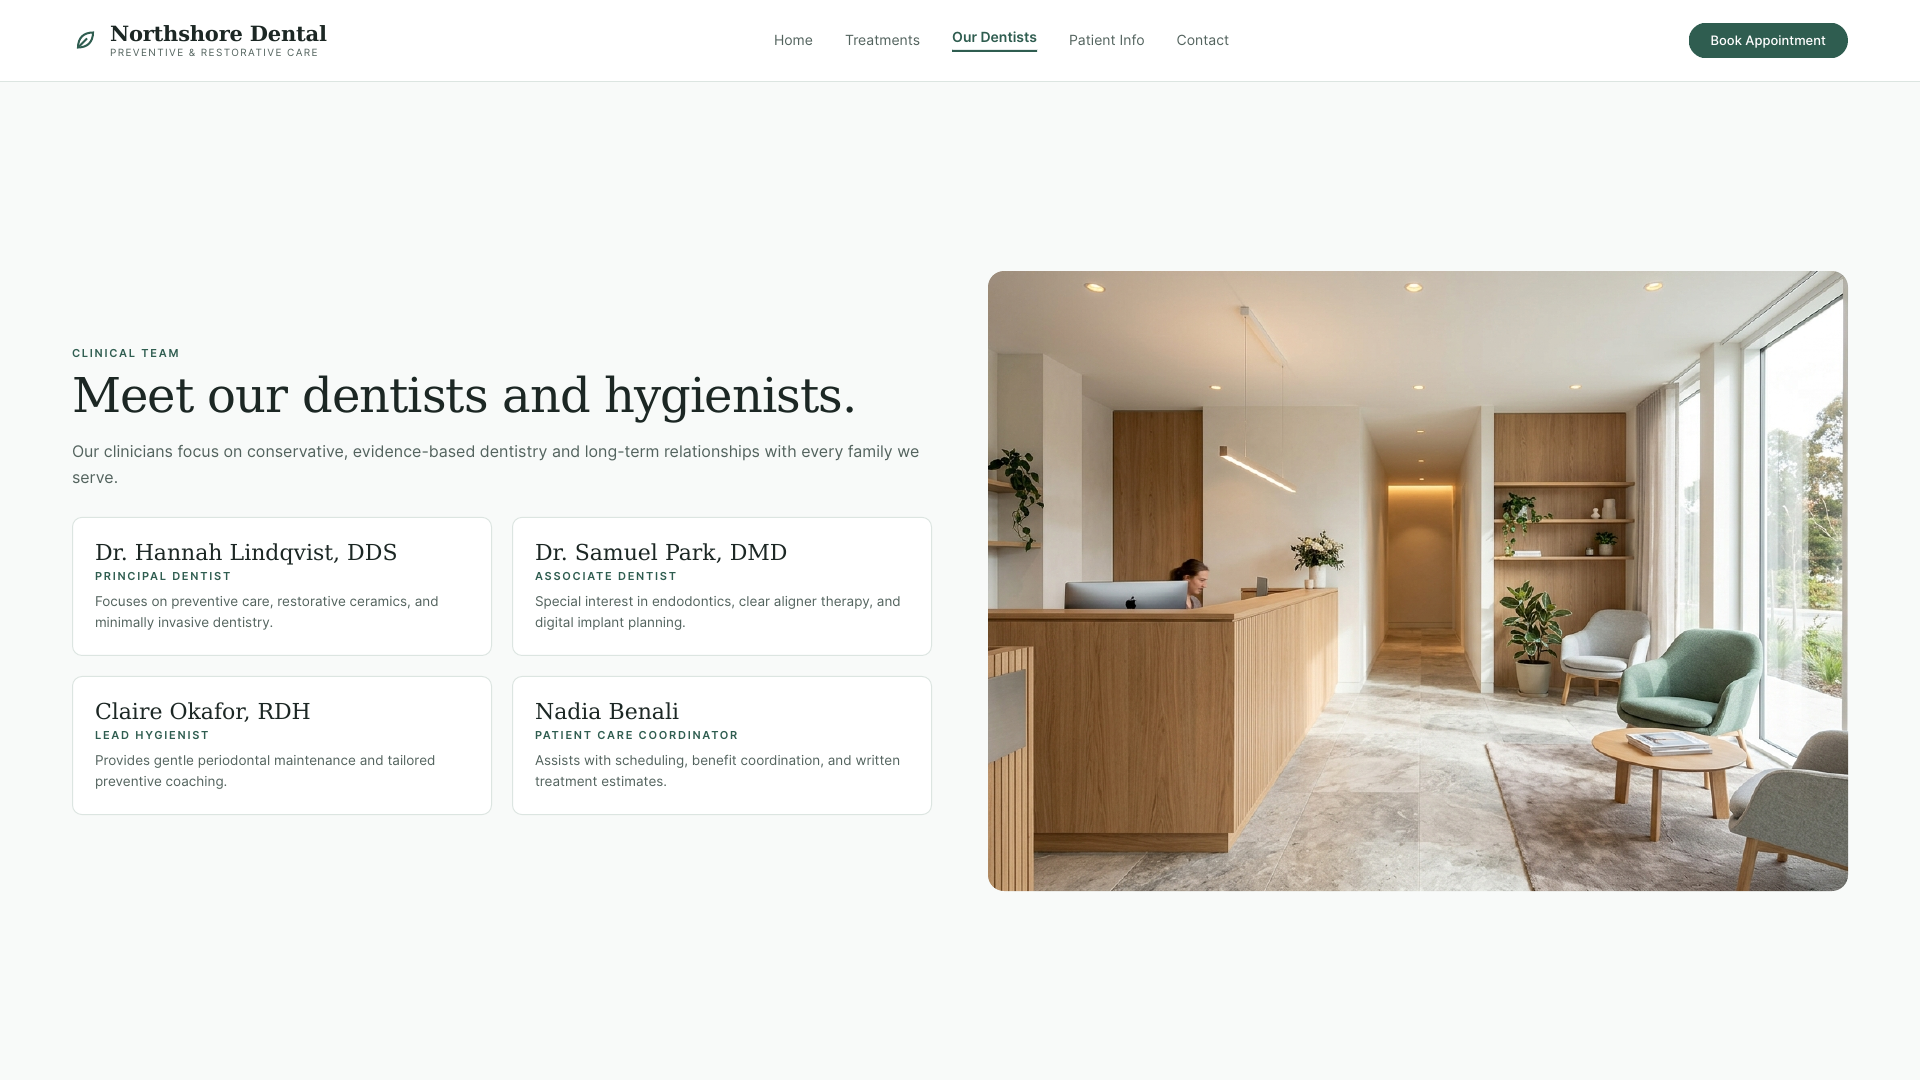 Northshore Dental
PREVENTIVE & RESTORATIVE CARE
Home
Treatments
Our Dentists
Patient Info
Contact
Book Appointment
CLINICAL TEAM
Meet our dentists and hygienists.
Our clinicians focus on conservative, evidence-based dentistry and long-term relationships with every family we
serve.
Dr. Hannah Lindqvist, DDS
PRINCIPAL DENTIST
Focuses on preventive care, restorative ceramics, and
minimally invasive dentistry.
Dr. Samuel Park, DMD
ASSOCIATE DENTIST
Special interest in endodontics, clear aligner therapy, and
digital implant planning.
Claire Okafor, RDH
LEAD HYGIENIST
Provides gentle periodontal maintenance and tailored
preventive coaching.
Nadia Benali
PATIENT CARE COORDINATOR
Assists with scheduling, benefit coordination, and written
treatment estimates.